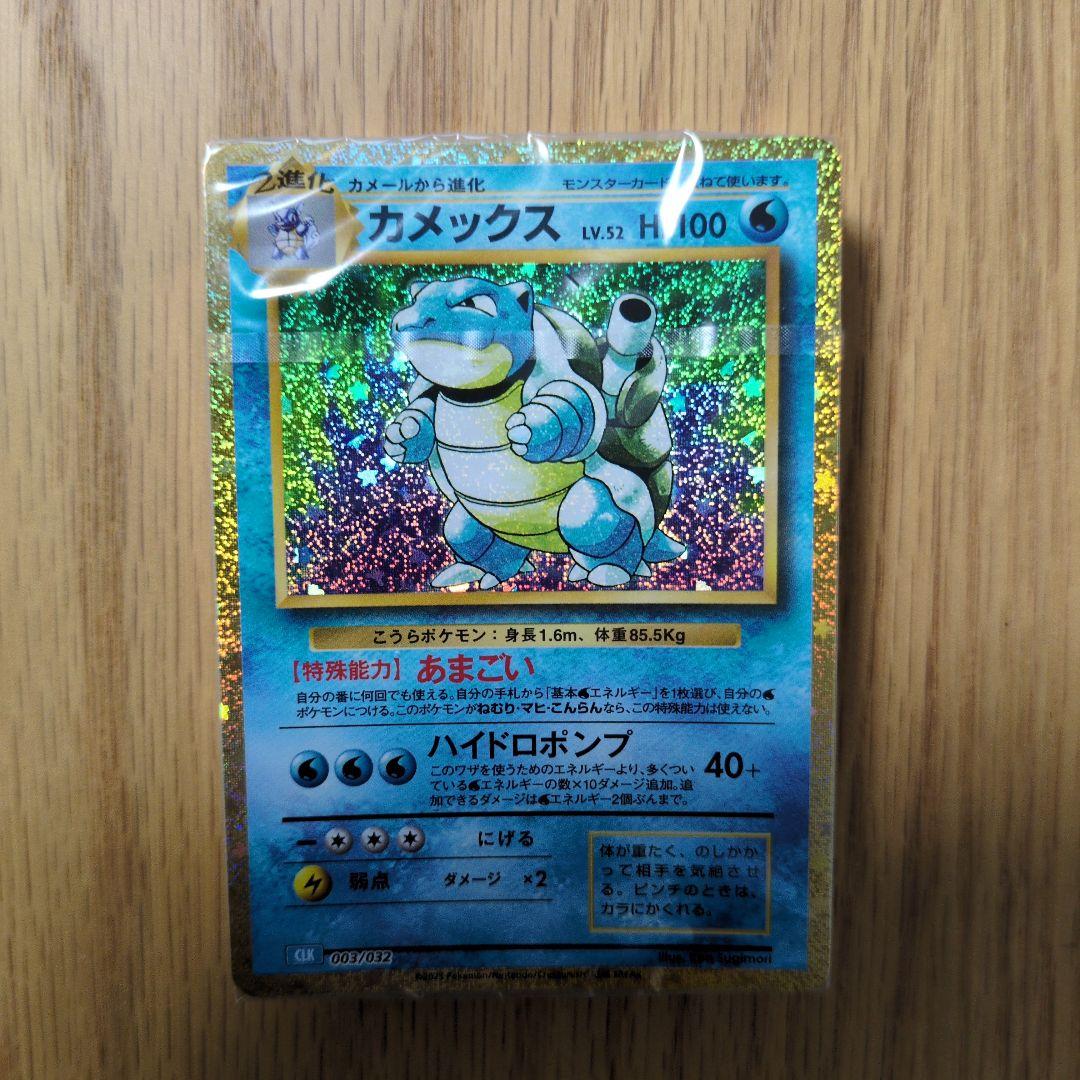 2進化 カメールから進化 モンスターカードねて使います。
カメックス LV.52 HP100
こうらポケモン：身長1.6m、体重85.5Kg
【特殊能力】 あまごい
自分の番に何回でも使える。自分の手札から「基本エネルギー」を1枚選び、自分の
ポケモンにつける。このポケモンがねむり・マヒ・こんらんなら、この特殊能力は使えない。
ハイドロポンプ
このワザを使うためのエネルギーより、多くつい
ているエネルギーの数×10ダメージ追加。追
加できるダメージはエネルギー2個ぶんまで。
40+
ー にげる
弱点 ダメージ ×2
体が重たく、のしかか
って相手を気絶させ
る。ピンチのときは、
カラにかくれる。
CLK 003/032
Illus. Ken Sugimori
©2023 Pokémon/Nintendo/Creatures/